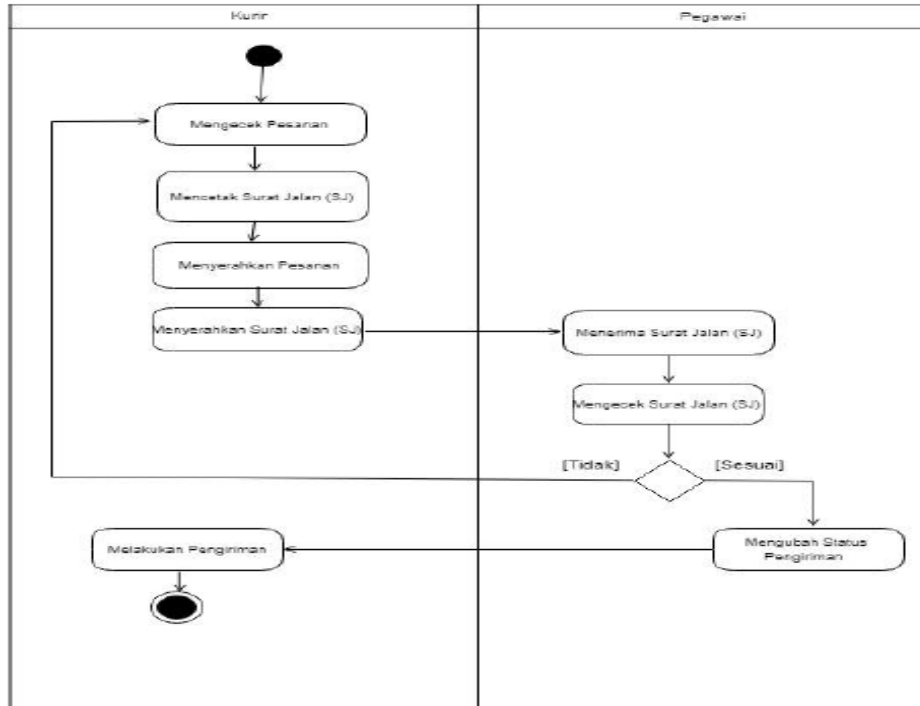 Kurir
Pegawai
Mengecek Pesanan
Mencetak Surat Jalan (SJ)
Menyerahkan Pesanan
Menyerahkan Surat Jalan (SJ)
Menerima Surat Jalan (SJ)
Mengecek Surat Jalan (SJ)
[Tidak]
[Sesuai]
Melakukan Pengiriman
Mengubah Status
Pengiriman